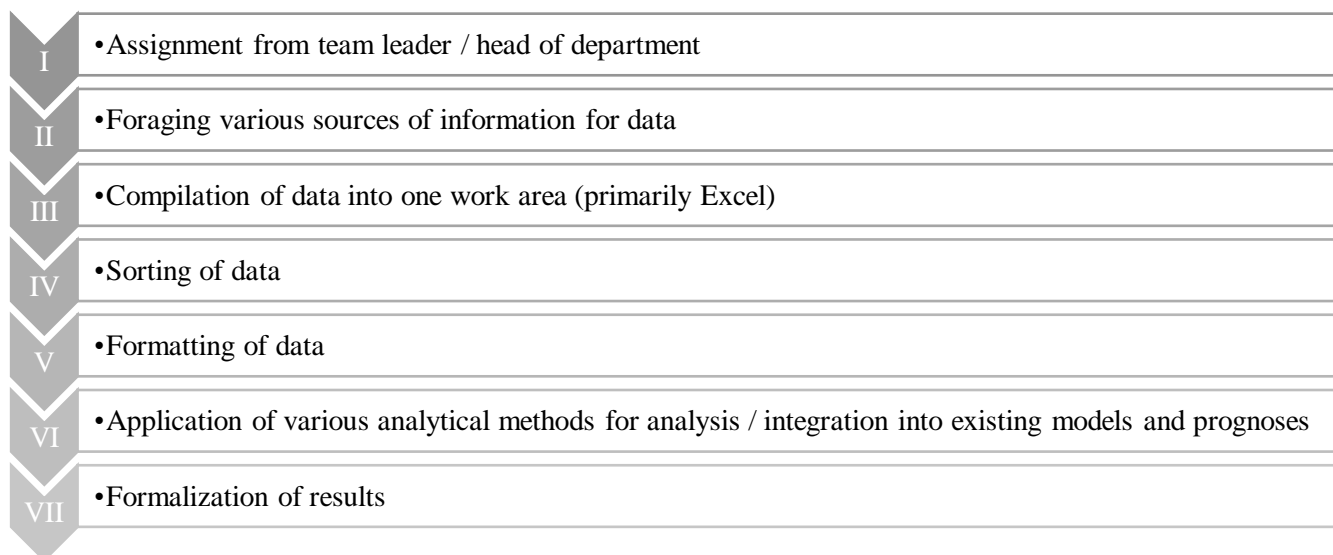 I
•Assignment from team leader / head of department
II
•Foraging various sources of information for data
III
•Compilation of data into one work area (primarily Excel)
IV
•Sorting of data
V
•Formatting of data
VI
•Application of various analytical methods for analysis / integration into existing models and prognoses
VII
•Formalization of results